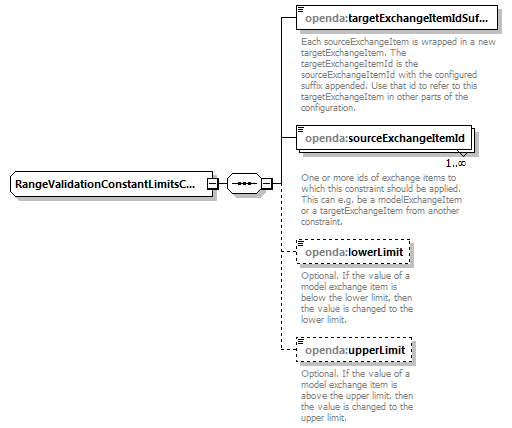 openda:targetExchangeItemIdSuf...
Each sourceExchangeItem is wrapped in a new
targetExchangeItem. The
targetExchangeItemId is the
sourceExchangeItemId with the configured
suffix appended. Use that id to refer to this
targetExchangeItem in other parts of the
configuration.
openda:sourceExchangeItemId
1..∞
One or more ids of exchange items to
which this constraint should be applied.
This can e.g. be a modelExchangeItem
or a targetExchangeItem from another
constraint.
RangeValidationConstantLimitsC...
openda:lowerLimit
Optional. If the value of a
model exchange item is
below the lower limit, then
the value is changed to the
lower limit.
openda:upperLimit
Optional. If the value of a
model exchange item is
above the upper limit, then
the value is changed to the
upper limit.